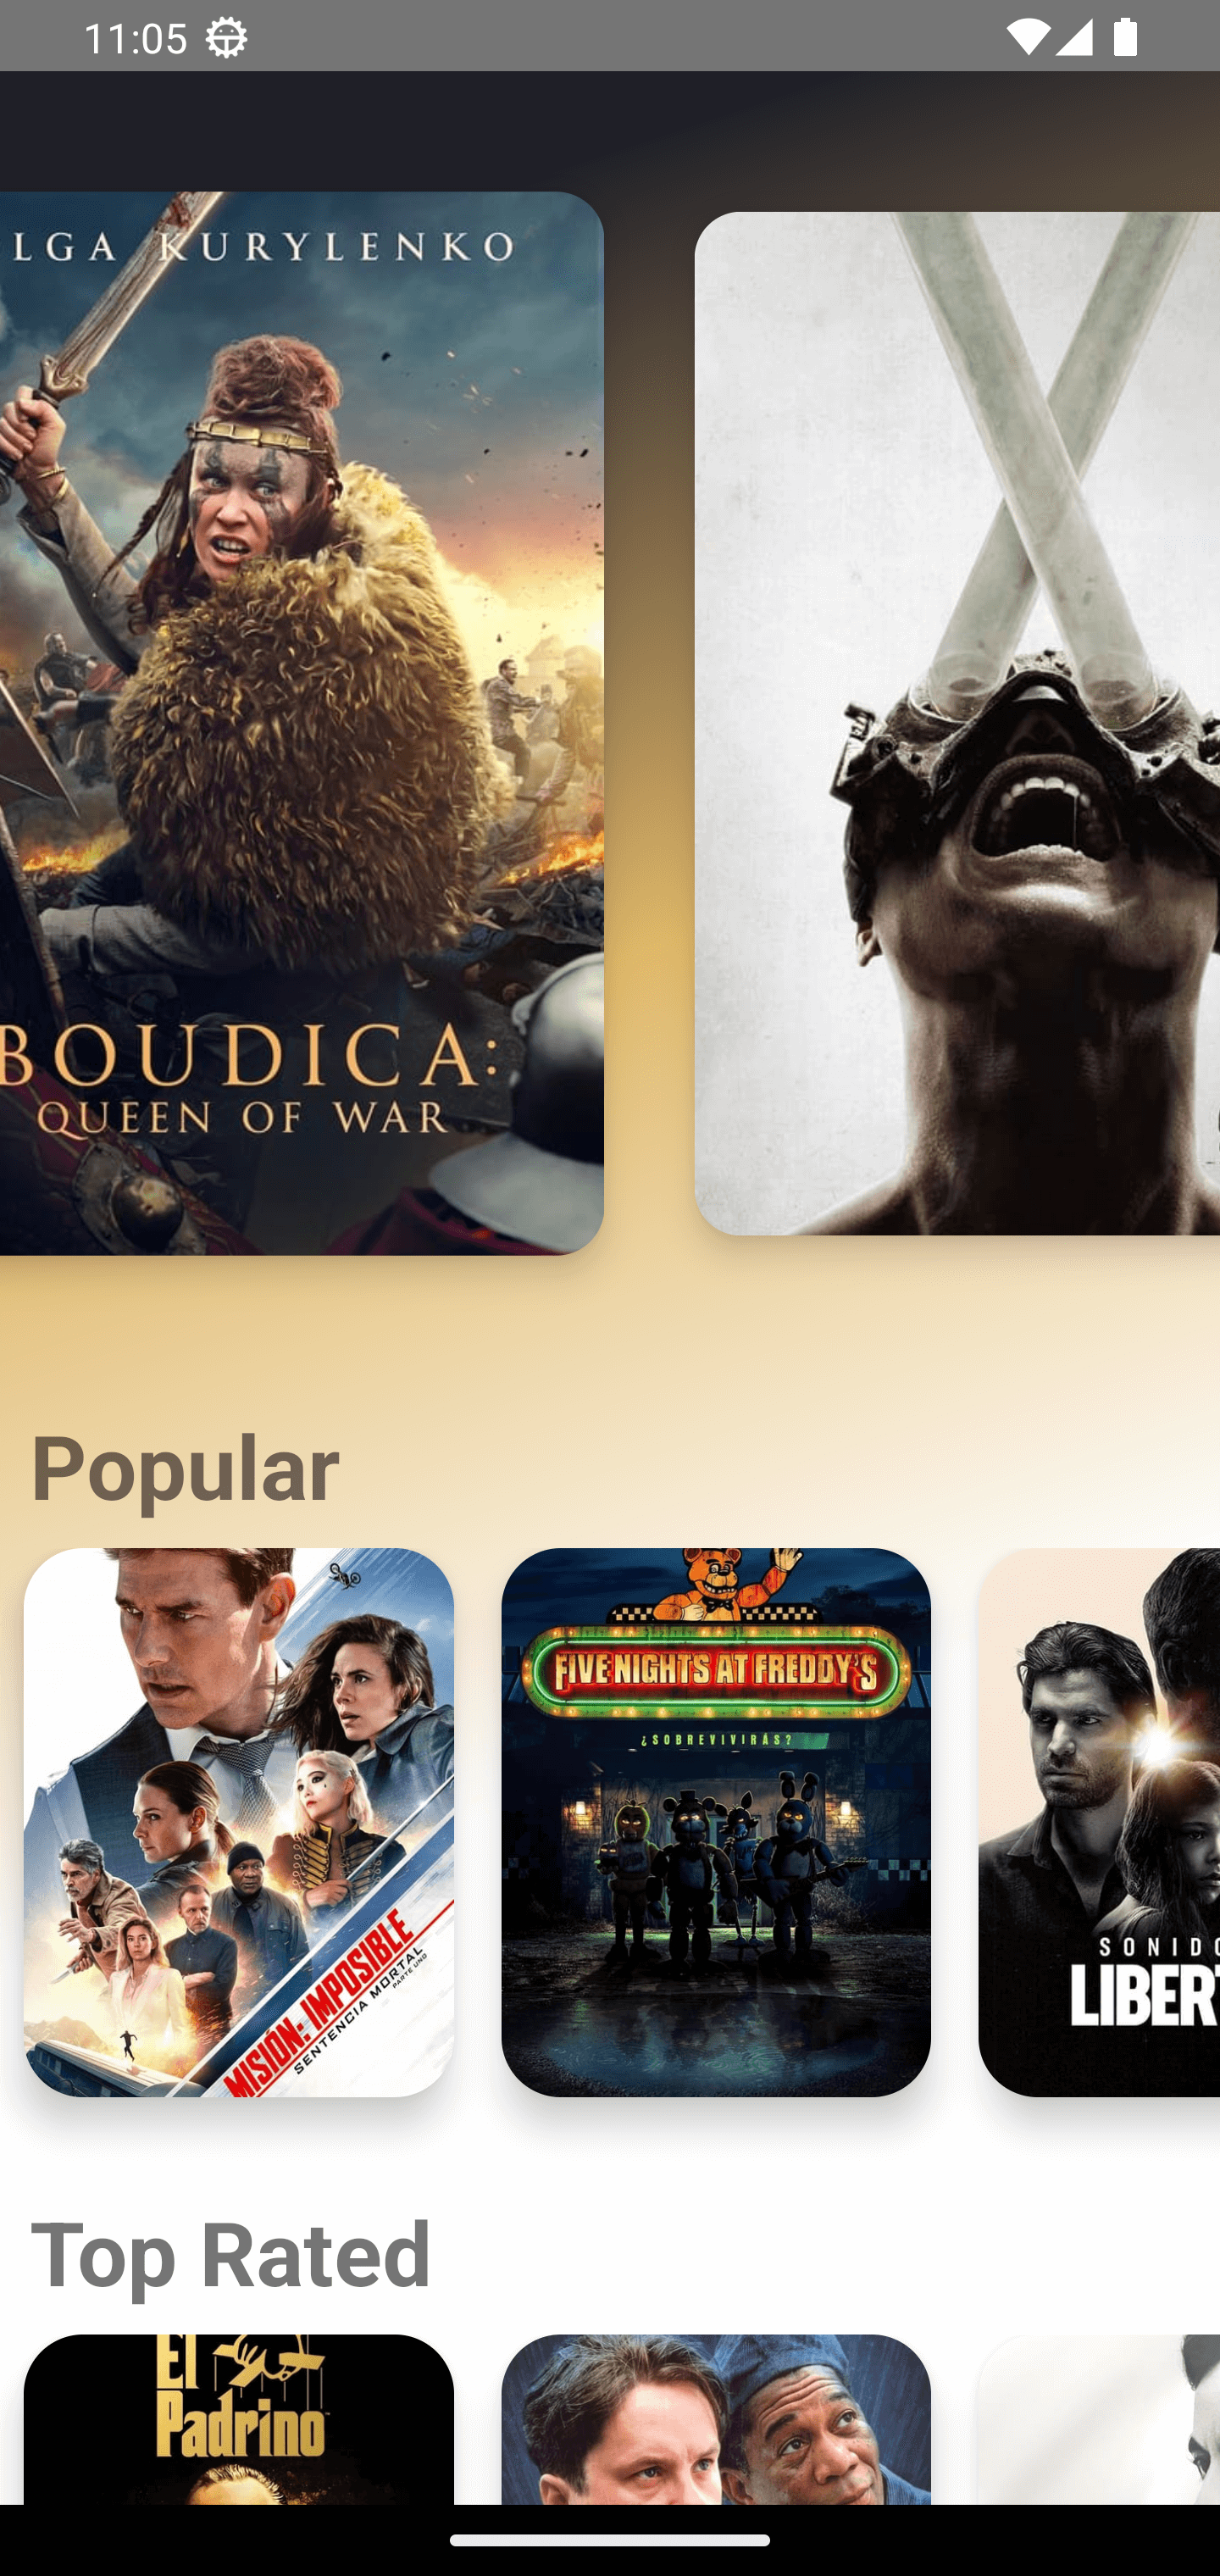 11:05
LGA KURYLENKO
BOUDICA:
QUEEN OF WAR
Popular
MISIÓN: IMPOSIBLE
SENTENCIA MORTAL
PARTE UNO
FIVE NIGHTS AT FREDDY'S
¿SOBREVIVIRÁS?
SONIDO
LIBERT
Top Rated
El
Padrino